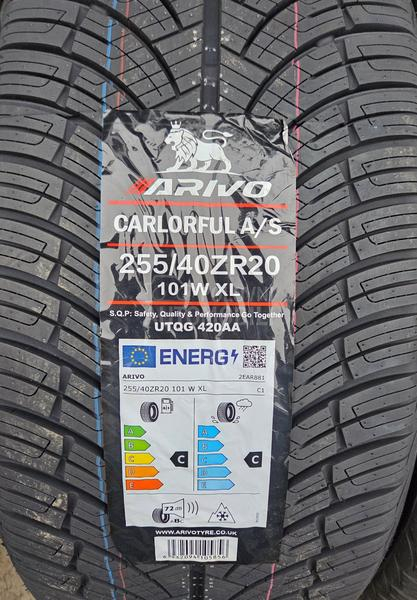 ARIVO
CARLORFUL A/S
255/40ZR20
101W XL
S.Q.P: Safety, Quality & Performance Go Together
UTQG 420AA
ENERG
ARIVO 2EAR881
255/40ZR20 101 W XL C1
A A
B B
C C C C
D D
E E
72 dB
ABC
WWW.ARIVOTYRE.CO.UK